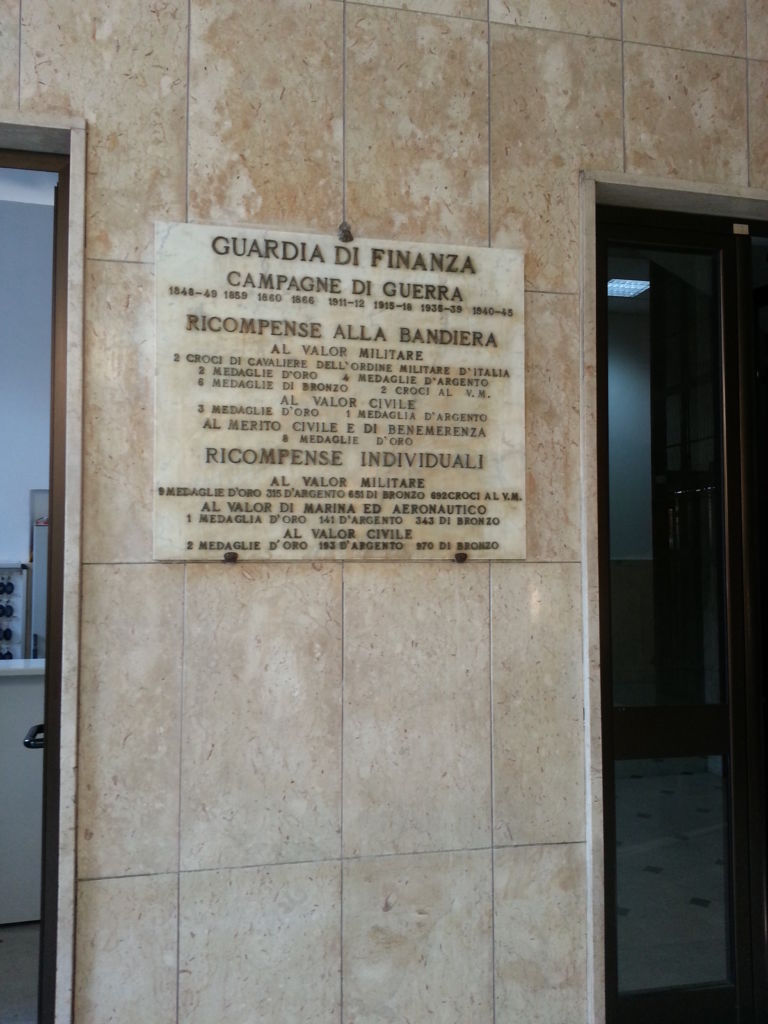 GUARDIA DI FINANZA
CAMPAGNE DI GUERRA
1848-49 1859 1860 1866 1911-12 1915-18 1935-39 1940-45
RICOMPENSE ALLA BANDIERA
AL VALOR MILITARE
2 CROCI DI CAVALIERE DELL'ORDINE MILITARE D'ITALIA
2 MEDAGLIE D'ORO 4 MEDAGLIE D'ARGENTO
6 MEDAGLIE DI BRONZO 2 CROCI AL V.M.
AL VALOR CIVILE
3 MEDAGLIE D'ORO 1 MEDAGLIA D'ARGENTO
AL MERITO CIVILE E DI BENEMERENZA
8 MEDAGLIE D'ORO
RICOMPENSE INDIVIDUALI
AL VALOR MILITARE
9 MEDAGLIE D'ORO 315 D'ARGENTO 651 DI BRONZO 692 CROCI AL V.M.
AL VALOR DI MARINA ED AERONAUTICO
1 MEDAGLIA D'ORO 141 D'ARGENTO 343 DI BRONZO
AL VALOR CIVILE
2 MEDAGLIE D'ORO 193 D'ARGENTO 970 DI BRONZO